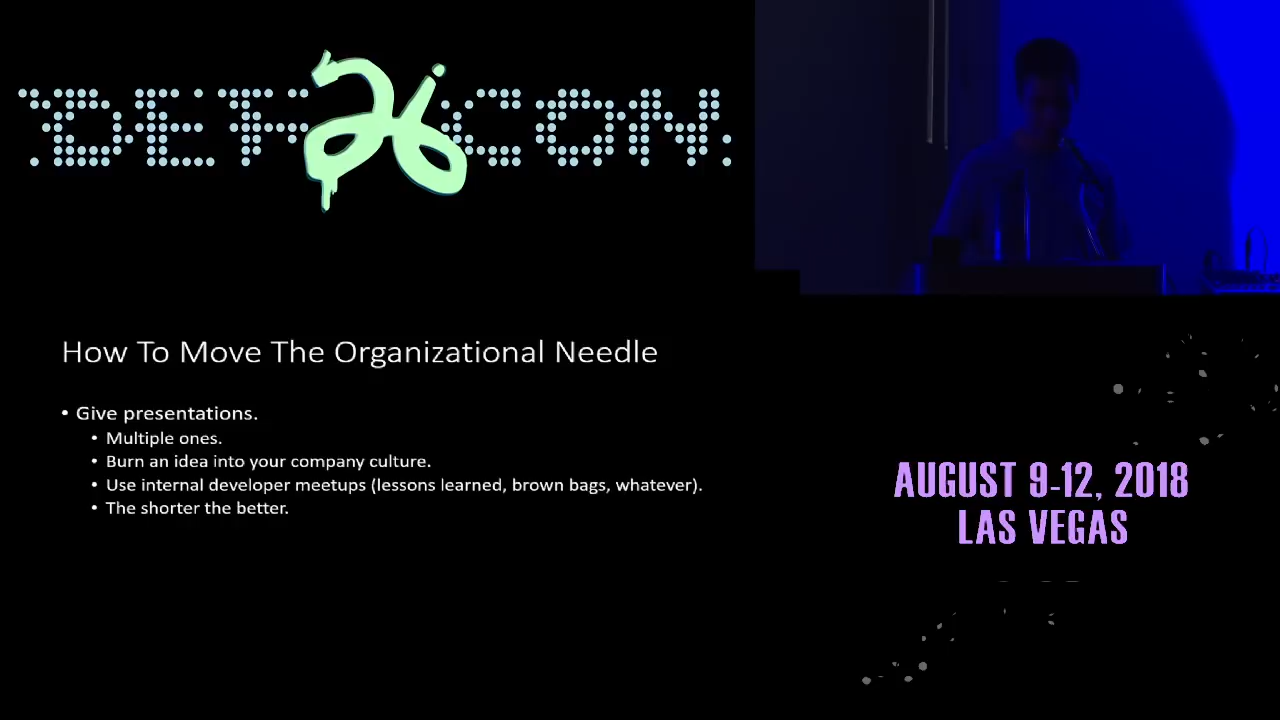 DEF CON
26
How To Move The Organizational Needle
• Give presentations.
• Multiple ones.
• Burn an idea into your company culture.
• Use internal developer meetups (lessons learned, brown bags, whatever).
• The shorter the better.
AUGUST 9-12, 2018
LAS VEGAS